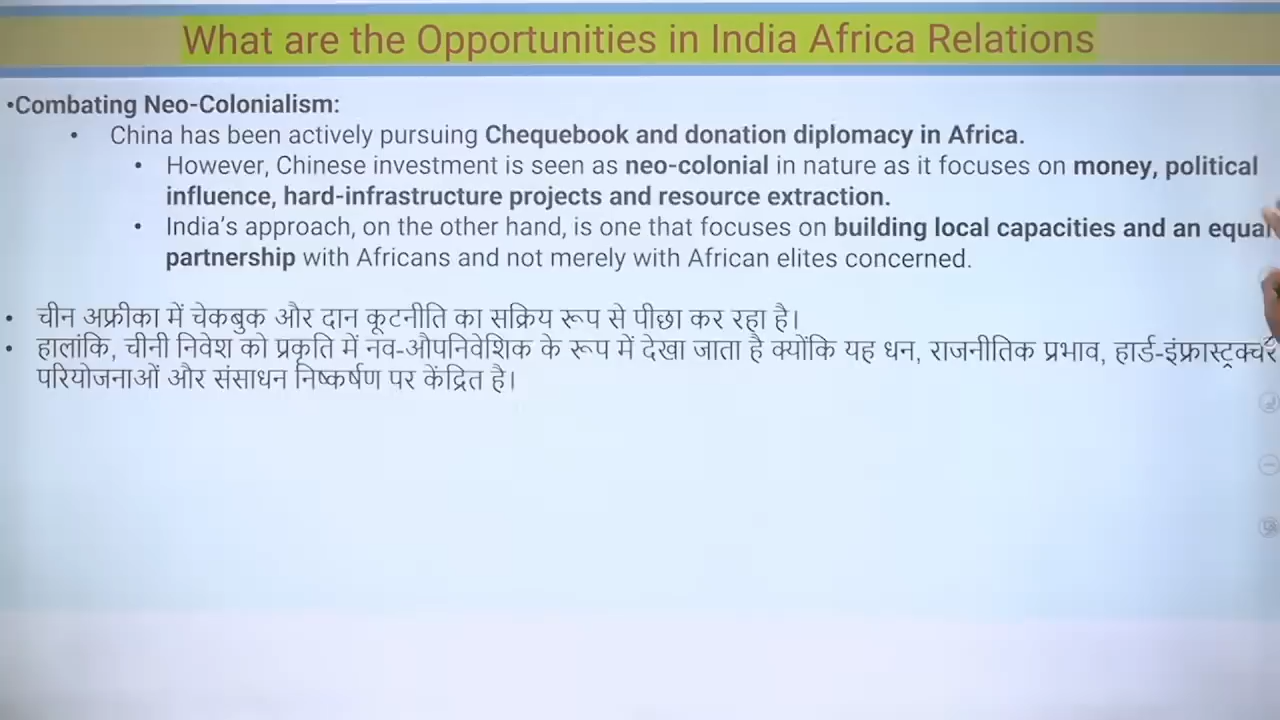 What are the Opportunities in India Africa Relations
•Combating Neo-Colonialism:
• China has been actively pursuing Chequebook and donation diplomacy in Africa.
• However, Chinese investment is seen as neo-colonial in nature as it focuses on money, political
influence, hard-infrastructure projects and resource extraction.
• India's approach, on the other hand, is one that focuses on building local capacities and an equal
partnership with Africans and not merely with African elites concerned.
• चीन अफ्रीका में चेकबुक और दान कूटनीति का सक्रिय रूप से पीछा कर रहा है।
• हालांकि, चीनी निवेश को प्रकृति में नव-औपनिवेशिक के रूप में देखा जाता है क्योंकि यह धन, राजनीतिक प्रभाव, हार्ड-इंफ्रास्ट्रक्चर
परियोजनाओं और संसाधन निष्कर्षण पर केंद्रित है।